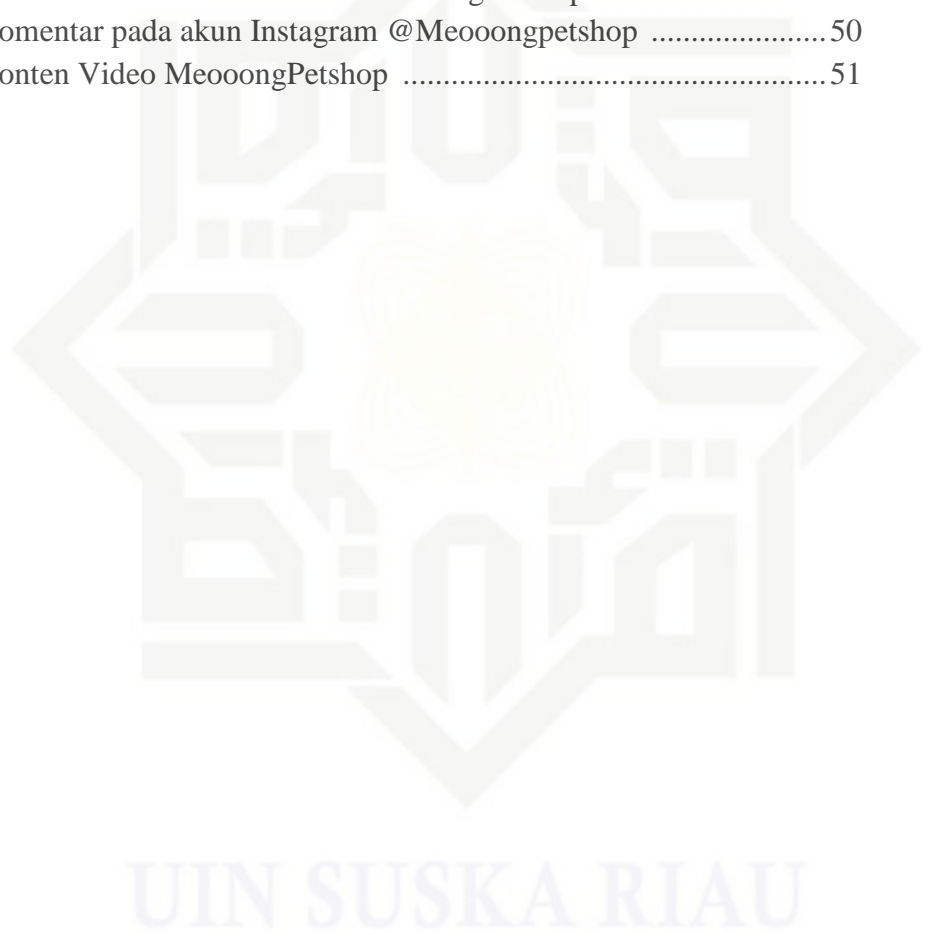 omentar pada akun Instagram @Meooongpetshop ......................50
onten Video MeooongPetshop .....................................................51
UIN SUSKA RIAU